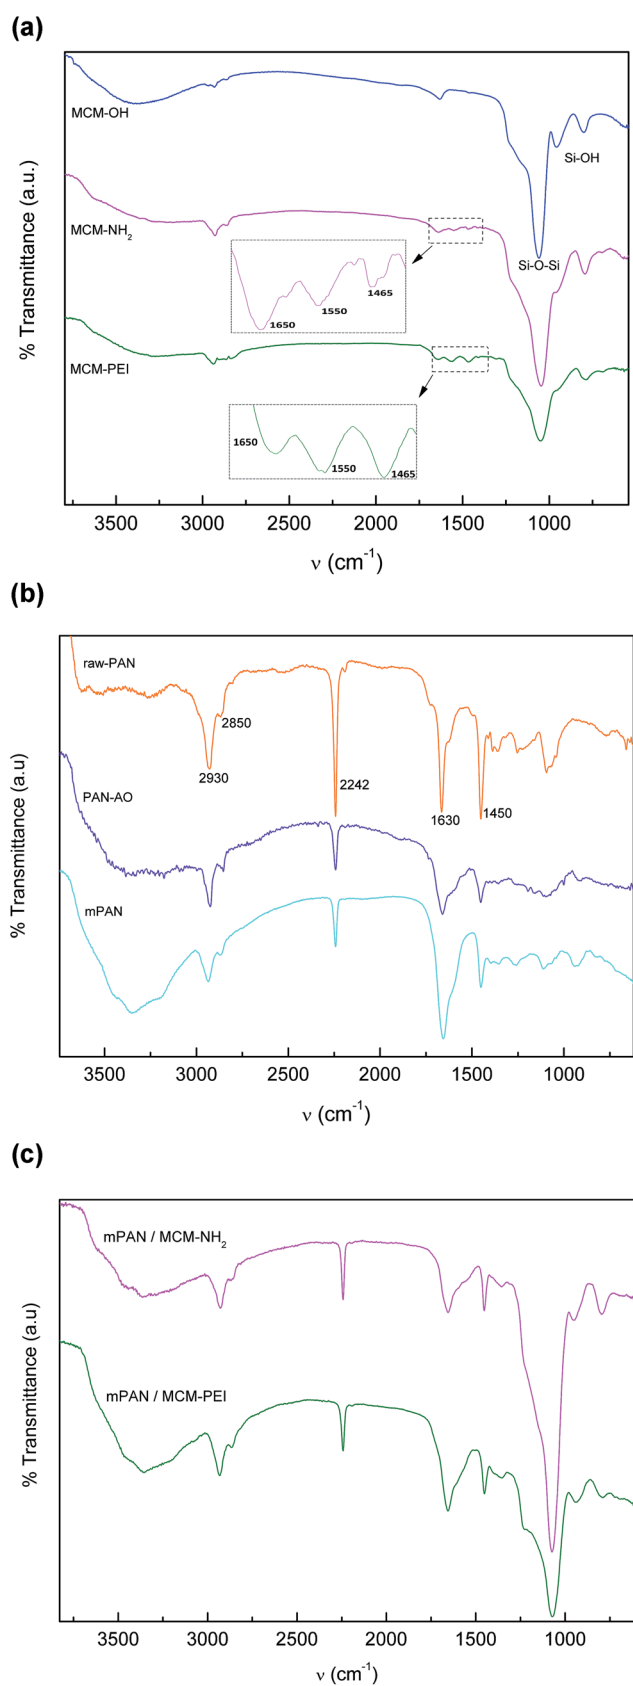 (a)
% Transmittance (a.u.)
MCM-OH
Si-OH
MCM-NH2
Si-O-Si
1650
1550
1465
MCM-PEI
1650
1550
1465
3500 3000 2500 2000 1500 1000
ν (cm-1)
(b)
% Transmittance (a.u)
raw-PAN
2850
2930
2242
1630
1450
PAN-AO
mPAN
3500 3000 2500 2000 1500 1000
ν (cm-1)
(c)
% Transmittance (a.u)
mPAN / MCM-NH2
mPAN / MCM-PEI
3500 3000 2500 2000 1500 1000
ν (cm-1)